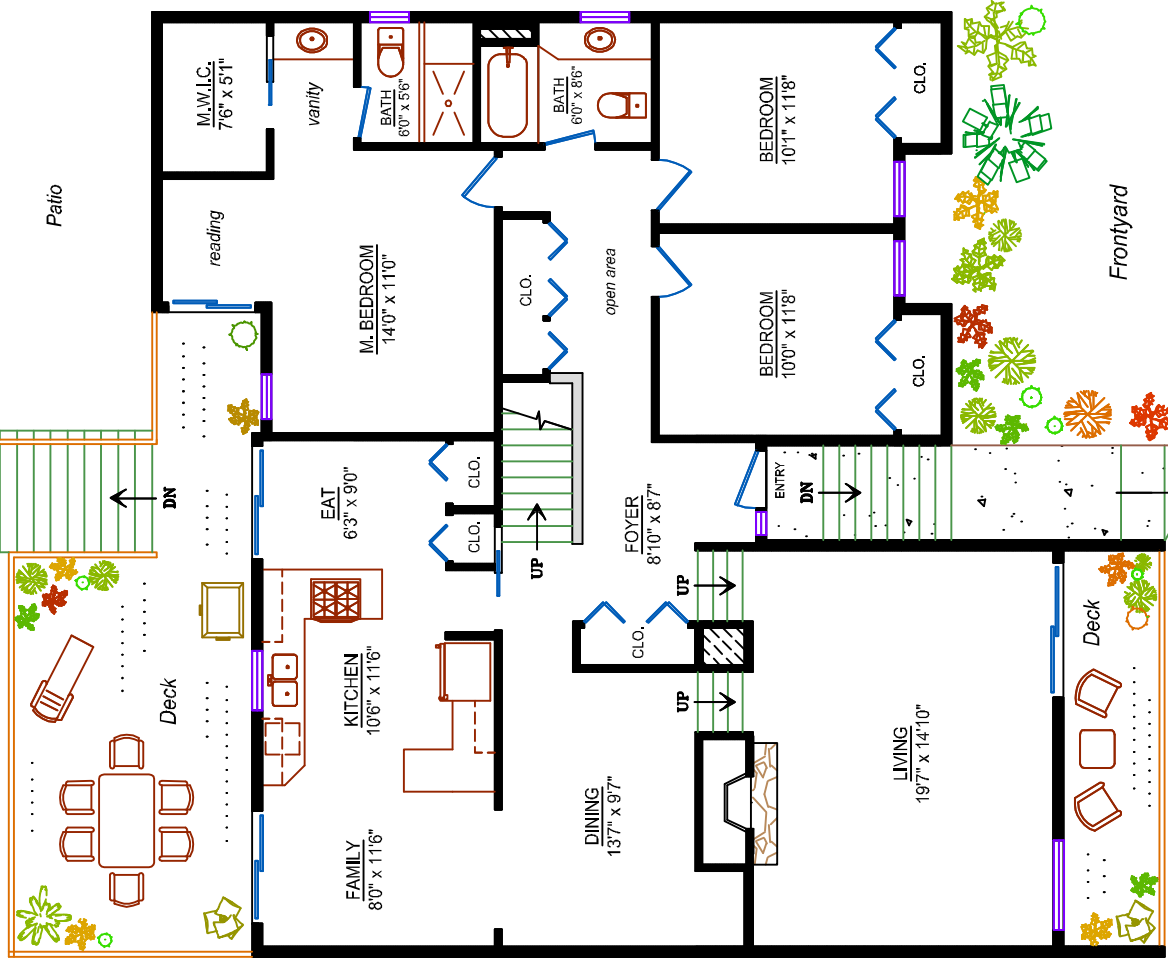 M.W.I.C.
7'6" x 5'1"
vanity
BATH
6'0" x 5'6"
BATH
6'0" x 8'6"
BEDROOM
10'1" x 11'8"
CLO.
Patio
reading
M. BEDROOM
14'0" x 11'0"
CLO.
open area
BEDROOM
10'0" x 11'8"
CLO.
Frontyard
DN
EAT
6'3" x 9'0"
CLO.
CLO.
UP
FOYER
8'10" x 8'7"
ENTRY
DN
UP
CLO.
UP
Deck
KITCHEN
10'6" x 11'6"
FAMILY
8'0" x 11'6"
DINING
13'7" x 9'7"
LIVING
19'7" x 14'10"
Deck